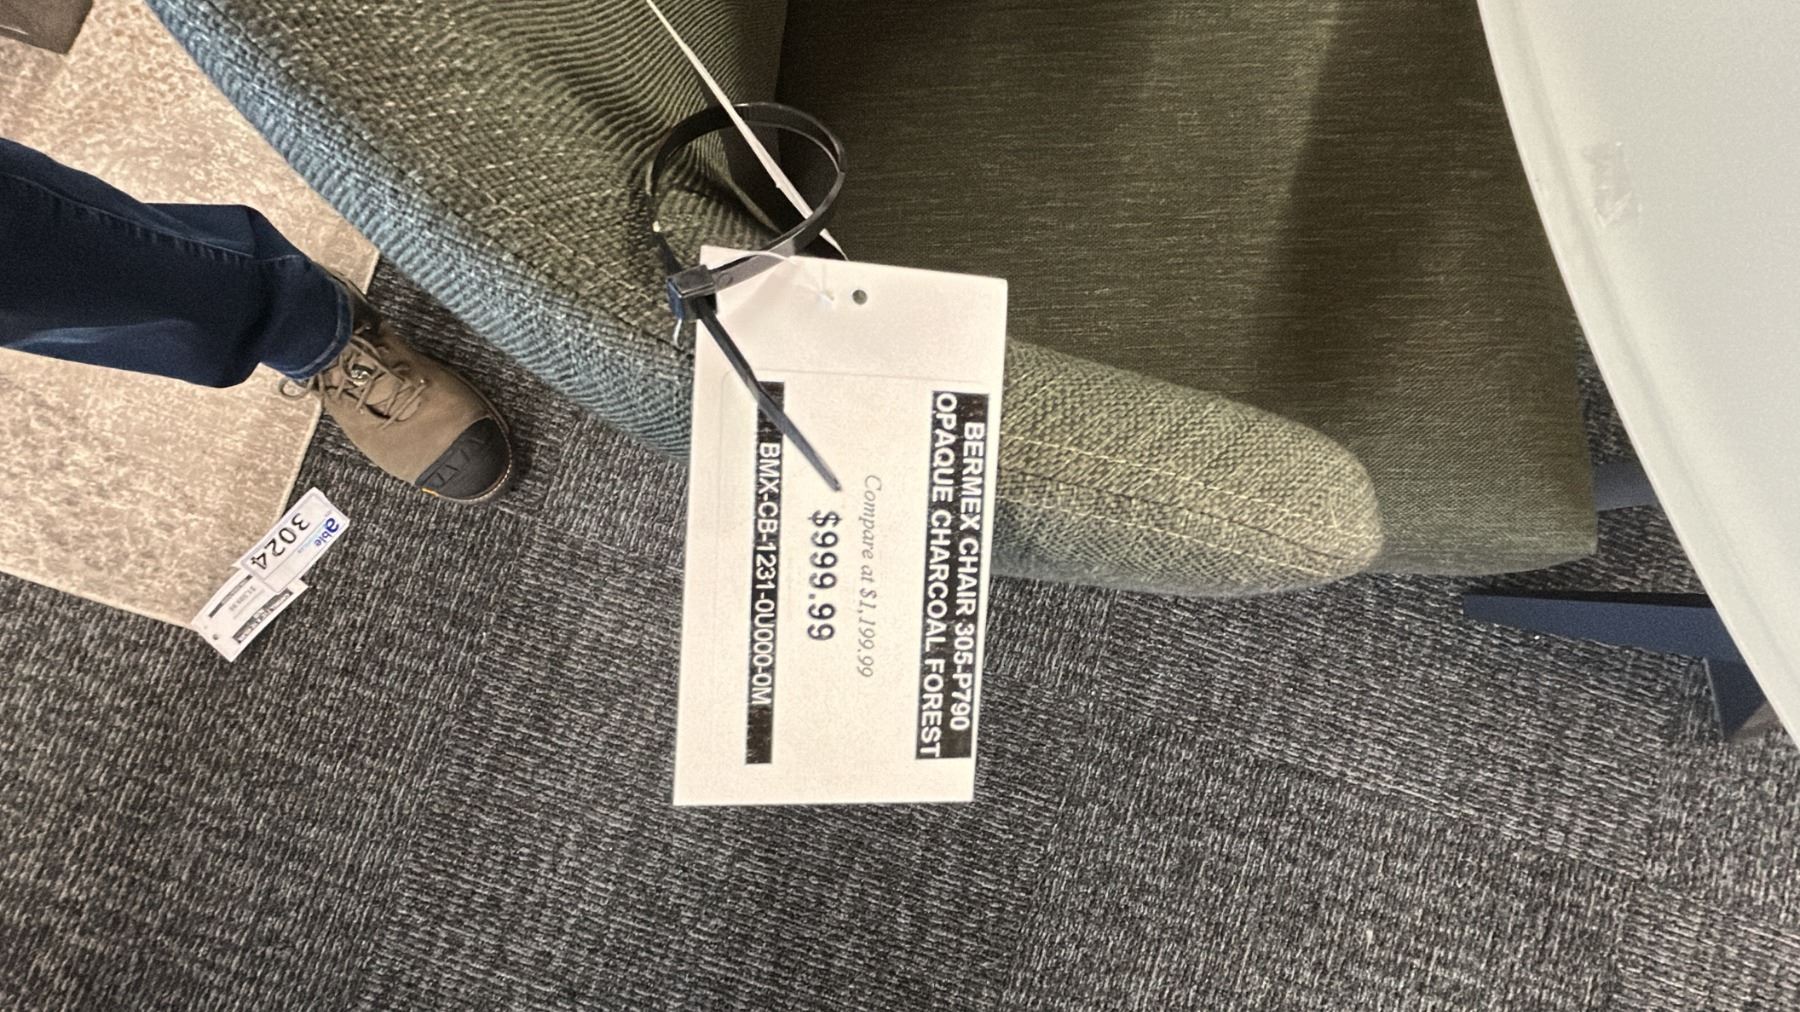 BERMEX CHAIR 305-P790
OPAQUE CHARCOAL FOREST
Compare at $1,199.99
$999.99
BMX-CB-1231-0U000-0M
able
3024